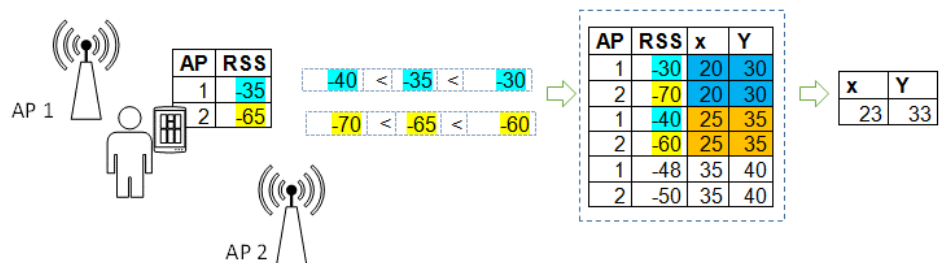 AP 1
AP RSS
1 -35
2 -65
-40 < -35 < -30
-70 < -65 < -60
AP 2
AP RSS x Y
1 -30 20 30
2 -70 20 30
1 -40 25 35
2 -60 25 35
1 -48 35 40
2 -50 35 40
x Y
23 33